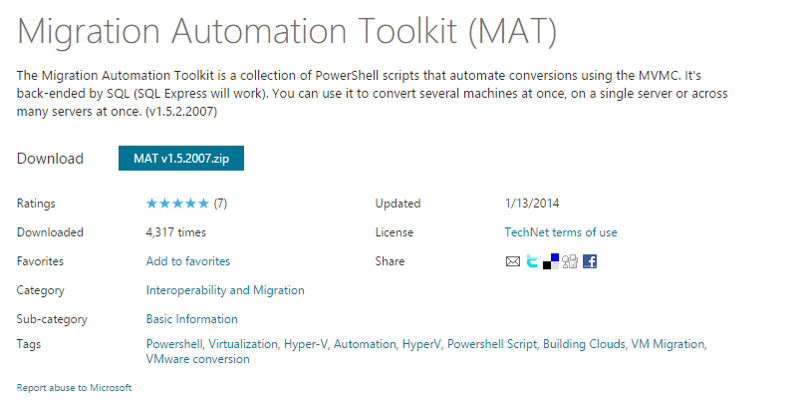 Migration Automation Toolkit (MAT)
The Migration Automation Toolkit is a collection of PowerShell scripts that automate conversions using the MVMC. It's
back-ended by SQL (SQL Express will work). You can use it to convert several machines at once, on a single server or across
many servers at once. (v1.5.2.2007)
Download MAT v1.5.2007.zip
Ratings (7) Updated 1/13/2014
Downloaded 4,317 times License TechNet terms of use
Favorites Add to favorites Share
Category Interoperability and Migration
Sub-category Basic Information
Tags Powershell, Virtualization, Hyper-V, Automation, HyperV, Powershell Script, Building Clouds, VM Migration,
VMware conversion
Report abuse to Microsoft